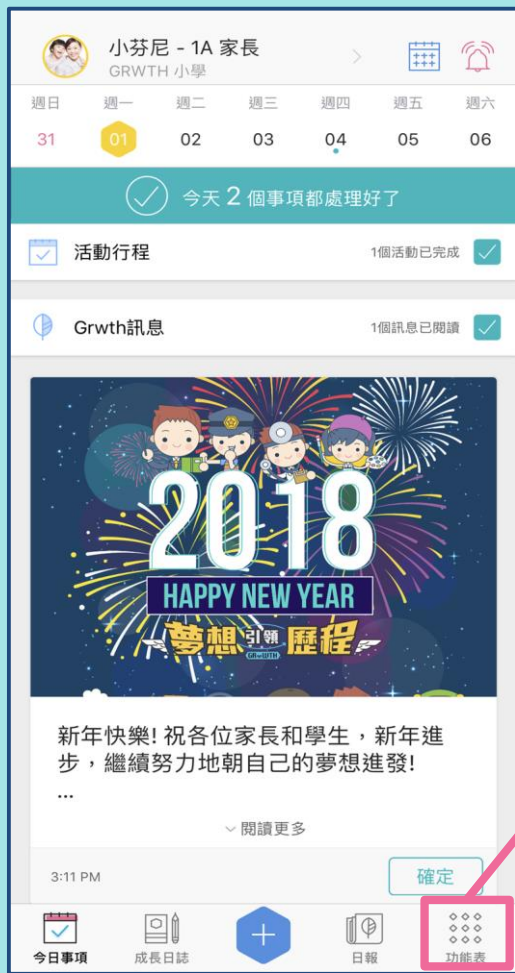 小芬尼 - 1A 家長
GRWTH 小學
週日 週一 週二 週三 週四 週五 週六
31 01 02 03 04 05 06
今天 2 個事項都處理好了
活動行程 1個活動已完成
Grwth訊息 1個訊息已閱讀
2018
HAPPY NEW YEAR
夢想引領歷程
GRoWTH
新年快樂! 祝各位家長和學生，新年進
步，繼續努力地朝自己的夢想進發!
...
閱讀更多
3:11 PM 確定
今日事項 成長日誌 日報 功能表